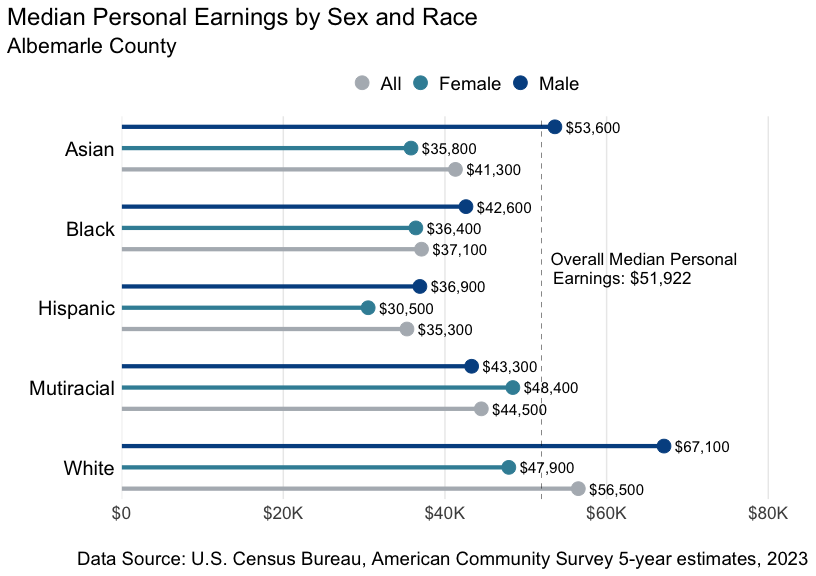 Median Personal Earnings by Sex and Race
Albemarle County
All Female Male
$53,600
Asian
$35,800
$41,300
$42,600
Black
$36,400
$37,100
Overall Median Personal
Earnings: $51,922
$36,900
Hispanic
$30,500
$35,300
$43,300
Mutiracial
$48,400
$44,500
$67,100
White
$47,900
$56,500
$0 $20K $40K $60K $80K
Data Source: U.S. Census Bureau, American Community Survey 5-year estimates, 2023